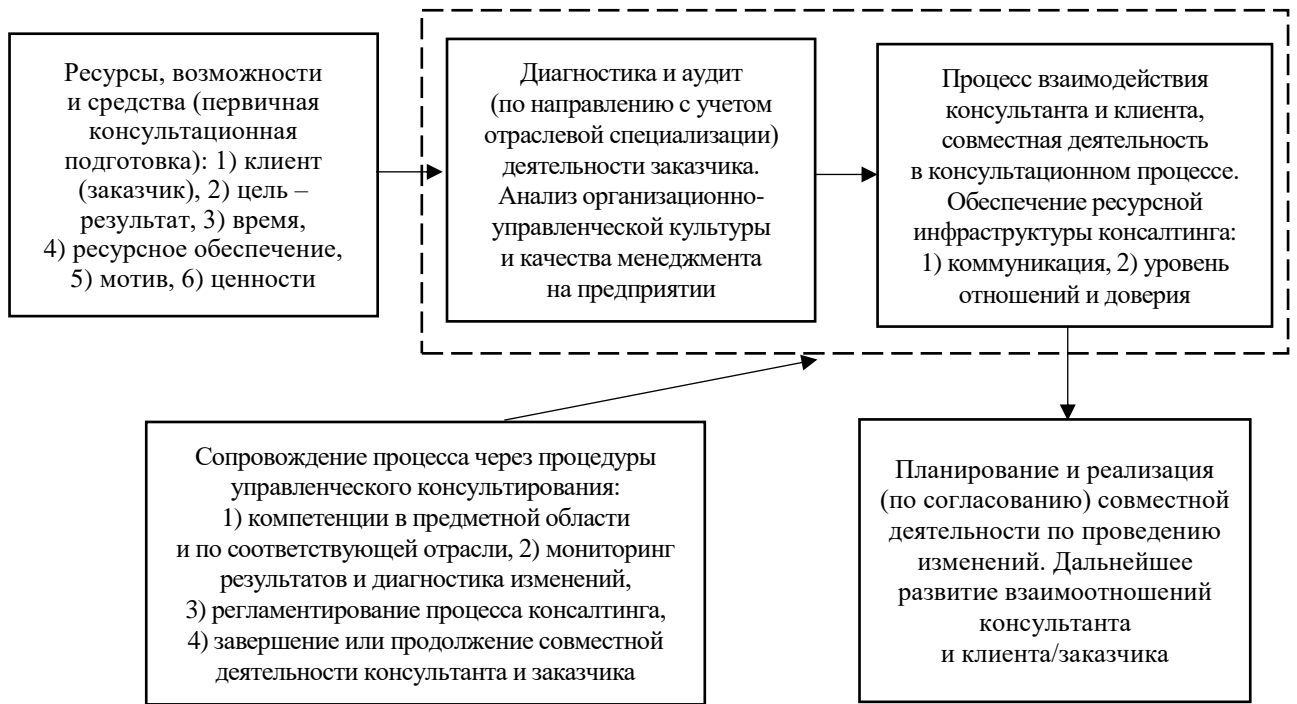 Ресурсы, возможности
и средства (первичная
консультационная
подготовка): 1) клиент
(заказчик), 2) цель –
результат, 3) время,
4) ресурсное обеспечение,
5) мотив, 6) ценности
Диагностика и аудит
(по направлению с учетом
отраслевой специализации)
деятельности заказчика.
Анализ организационно-
управленческой культуры
и качества менеджмента
на предприятии
Процесс взаимодействия
консультанта и клиента,
совместная деятельность
в консультационном процессе.
Обеспечение ресурсной
инфраструктуры консалтинга:
1) коммуникация, 2) уровень
отношений и доверия
Сопровождение процесса через процедуры
управленческого консультирования:
1) компетенции в предметной области
и по соответствующей отрасли, 2) мониторинг
результатов и диагностика изменений,
3) регламентирование процесса консалтинга,
4) завершение или продолжение совместной
деятельности консультанта и заказчика
Планирование и реализация
(по согласованию) совместной
деятельности по проведению
изменений. Дальнейшее
развитие взаимоотношений
консультанта
и клиента/заказчика